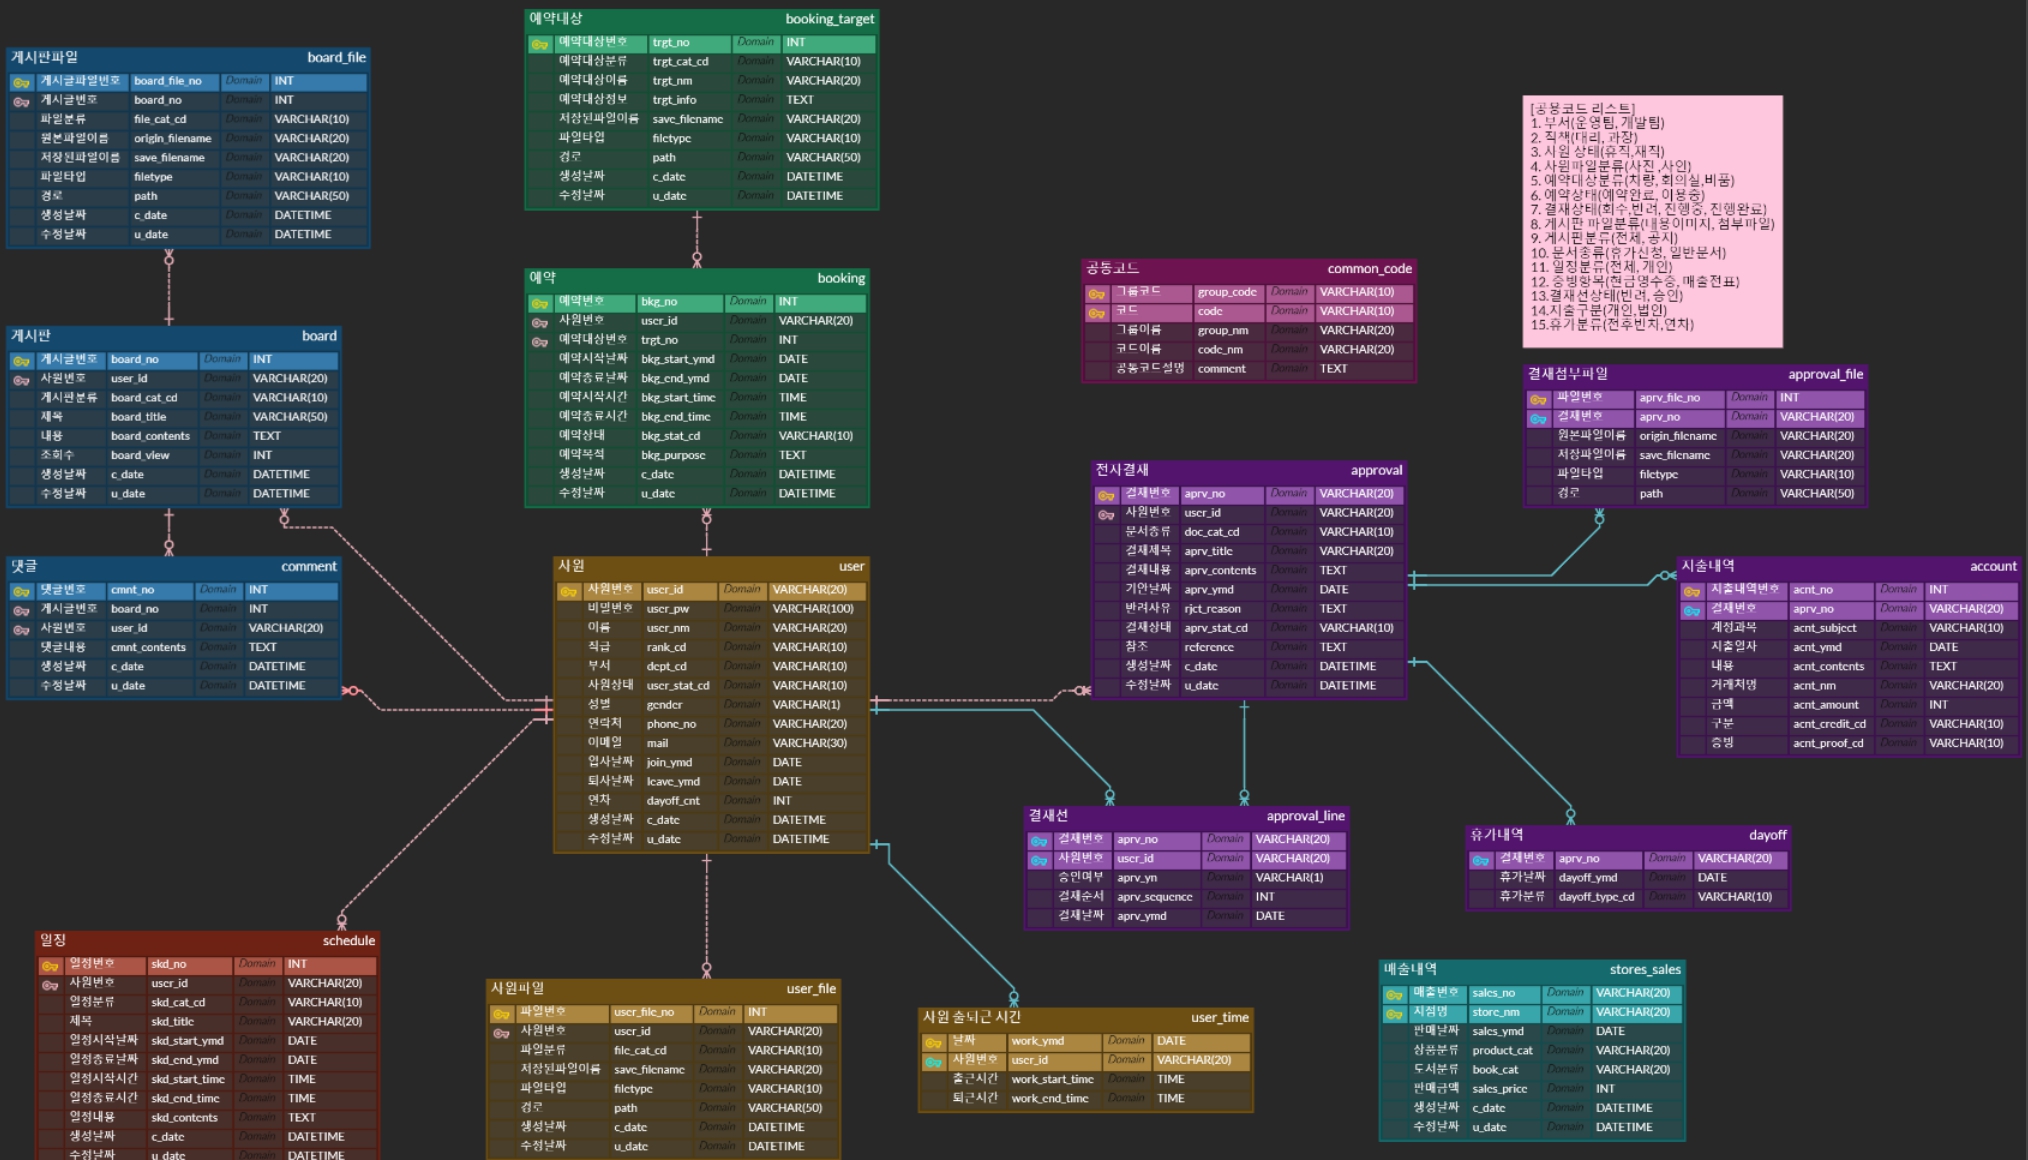 게시판파일 board_file
게시글파일번호 board_file_no Domain INT
게시글번호 board_no Domain INT
파일분류 file_cat_cd Domain VARCHAR(10)
원본파일이름 origin_filename Domain VARCHAR(20)
저장된파일이름 save_filename Domain VARCHAR(20)
파일타입 filetype Domain VARCHAR(10)
경로 path Domain VARCHAR(50)
생성날짜 c_date Domain DATETIME
수정날짜 u_date Domain DATETIME
게시판 board
게시글번호 board_no Domain INT
사원번호 user_id Domain VARCHAR(20)
게시판분류 board_cat_cd Domain VARCHAR(10)
제목 board_title Domain VARCHAR(50)
내용 board_contents Domain TEXT
조회수 board_view Domain INT
생성날짜 c_date Domain DATETIME
수정날짜 u_date Domain DATETIME
댓글 comment
댓글번호 cmnt_no Domain INT
게시글번호 board_no Domain INT
사원번호 user_id Domain VARCHAR(20)
댓글내용 cmnt_contents Domain TEXT
생성날짜 c_date Domain DATETIME
수정날짜 u_date Domain DATETIME
일정 schedule
일정번호 skd_no Domain INT
사원번호 user_id Domain VARCHAR(20)
일정분류 skd_cat_cd Domain VARCHAR(10)
제목 skd_title Domain VARCHAR(20)
일정시작날짜 skd_start_ymd Domain DATE
일정종료날짜 skd_end_ymd Domain DATE
일정시작시간 skd_start_time Domain TIME
일정종료시간 skd_end_time Domain TIME
일정내용 skd_contents Domain TEXT
생성날짜 c_date Domain DATETIME
수정날짜 u_date Domain DATETIME
예약대상 booking_target
예약대상번호 trgt_no Domain INT
예약대상분류 trgt_cat_cd Domain VARCHAR(10)
예약대상이름 trgt_nm Domain VARCHAR(20)
예약대상정보 trgt_info Domain TEXT
저장된파일이름 save_filename Domain VARCHAR(20)
파일타입 filetype Domain VARCHAR(10)
경로 path Domain VARCHAR(50)
생성날짜 c_date Domain DATETIME
수정날짜 u_date Domain DATETIME
예약 booking
예약번호 bkg_no Domain INT
사원번호 user_id Domain VARCHAR(20)
예약대상번호 trgt_no Domain INT
예약시작날짜 bkg_start_ymd Domain DATE
예약종료날짜 bkg_end_ymd Domain DATE
예약시작시간 bkg_start_time Domain TIME
예약종료시간 bkg_end_time Domain TIME
예약상태 bkg_stat_cd Domain VARCHAR(10)
예약목적 bkg_purpose Domain TEXT
생성날짜 c_date Domain DATETIME
수정날짜 u_date Domain DATETIME
사원 user
사원번호 user_id Domain VARCHAR(20)
비밀번호 user_pw Domain VARCHAR(100)
이름 user_nm Domain VARCHAR(20)
직급 rank_cd Domain VARCHAR(10)
부서 dept_cd Domain VARCHAR(10)
사원상태 user_stat_cd Domain VARCHAR(10)
성별 gender Domain VARCHAR(1)
연락처 phone_no Domain VARCHAR(20)
이메일 mail Domain VARCHAR(30)
입사날짜 join_ymd Domain DATE
퇴사날짜 leave_ymd Domain DATE
연차 dayoff_cnt Domain INT
생성날짜 c_date Domain DATETME
수정날짜 u_date Domain DATETIME
사원파일 user_file
파일번호 user_file_no Domain INT
사원번호 user_id Domain VARCHAR(20)
파일분류 file_cat_cd Domain VARCHAR(10)
저장된파일이름 save_filename Domain VARCHAR(20)
파일타입 filetype Domain VARCHAR(10)
경로 path Domain VARCHAR(50)
생성날짜 c_date Domain DATETIME
수정날짜 u_date Domain DATETIME
사원 출퇴근 시간 user_time
날짜 work_ymd Domain DATE
사원번호 user_id Domain VARCHAR(20)
출근시간 work_start_time Domain TIME
퇴근시간 work_end_time Domain TIME
공통코드 common_code
그룹코드 group_code Domain VARCHAR(10)
코드 code Domain VARCHAR(10)
그룹이름 group_nm Domain VARCHAR(20)
코드이름 code_nm Domain VARCHAR(20)
공통코드설명 comment Domain TEXT
[공용코드 리스트]
1. 부서(운영팀, 개발팀)
2. 직책(대리, 과장)
3. 사원 상태(휴직,재직)
4. 사원파일분류(사진 ,사인)
5. 예약대상분류(차량, 회의실,비품)
6. 예약상태(예약완료, 이용중)
7. 결재상태(회수,반려, 진행중, 진행완료)
8. 게시판 파일분류(내용이미지, 첨부파일)
9. 게시판분류(전체, 공지)
10. 문서종류(휴가신청, 일반문서)
11. 일정분류(전체, 개인)
12. 증빙항목(현금영수증, 매출전표)
13.결재선상태(반려, 승인)
14.지출구분(개인,법인)
15.휴가분류(전후반차,연차)
전사결재 approval
결재번호 aprv_no Domain VARCHAR(20)
사원번호 user_id Domain VARCHAR(20)
문서종류 doc_cat_cd Domain VARCHAR(10)
결재제목 aprv_title Domain VARCHAR(20)
결재내용 aprv_contents Domain TEXT
기안날짜 aprv_ymd Domain DATE
반려사유 rjct_reason Domain TEXT
결재상태 aprv_stat_cd Domain VARCHAR(10)
참조 reference Domain TEXT
생성날짜 c_date Domain DATETIME
수정날짜 u_date Domain DATETIME
결재첨부파일 approval_file
파일번호 aprv_file_no Domain INT
결재번호 aprv_no Domain VARCHAR(20)
원본파일이름 origin_filename Domain VARCHAR(20)
저장파일이름 save_filename Domain VARCHAR(20)
파일타입 filetype Domain VARCHAR(10)
경로 path Domain VARCHAR(50)
지출내역 account
지출내역번호 acnt_no Domain INT
결재번호 aprv_no Domain VARCHAR(20)
계정과목 acnt_subject Domain VARCHAR(10)
지출일자 acnt_ymd Domain DATE
내용 acnt_contents Domain TEXT
거래처명 acnt_nm Domain VARCHAR(20)
금액 acnt_amount Domain INT
구분 acnt_credit_cd Domain VARCHAR(10)
증빙 acnt_proof_cd Domain VARCHAR(10)
결재선 approval_line
결재번호 aprv_no Domain VARCHAR(20)
사원번호 user_id Domain VARCHAR(20)
승인여부 aprv_yn Domain VARCHAR(1)
결재순서 aprv_sequence Domain INT
결재날짜 aprv_ymd Domain DATE
휴가내역 dayoff
결재번호 aprv_no Domain VARCHAR(20)
휴가날짜 dayoff_ymd Domain DATE
휴가분류 dayoff_type_cd Domain VARCHAR(10)
매출내역 stores_sales
매출번호 sales_no Domain VARCHAR(20)
지점명 store_nm Domain VARCHAR(20)
판매날짜 sales_ymd Domain DATE
상품분류 product_cat Domain VARCHAR(20)
도서분류 book_cat Domain VARCHAR(20)
판매금액 sales_price Domain INT
생성날짜 c_date Domain DATETIME
수정날짜 u_date Domain DATETIME